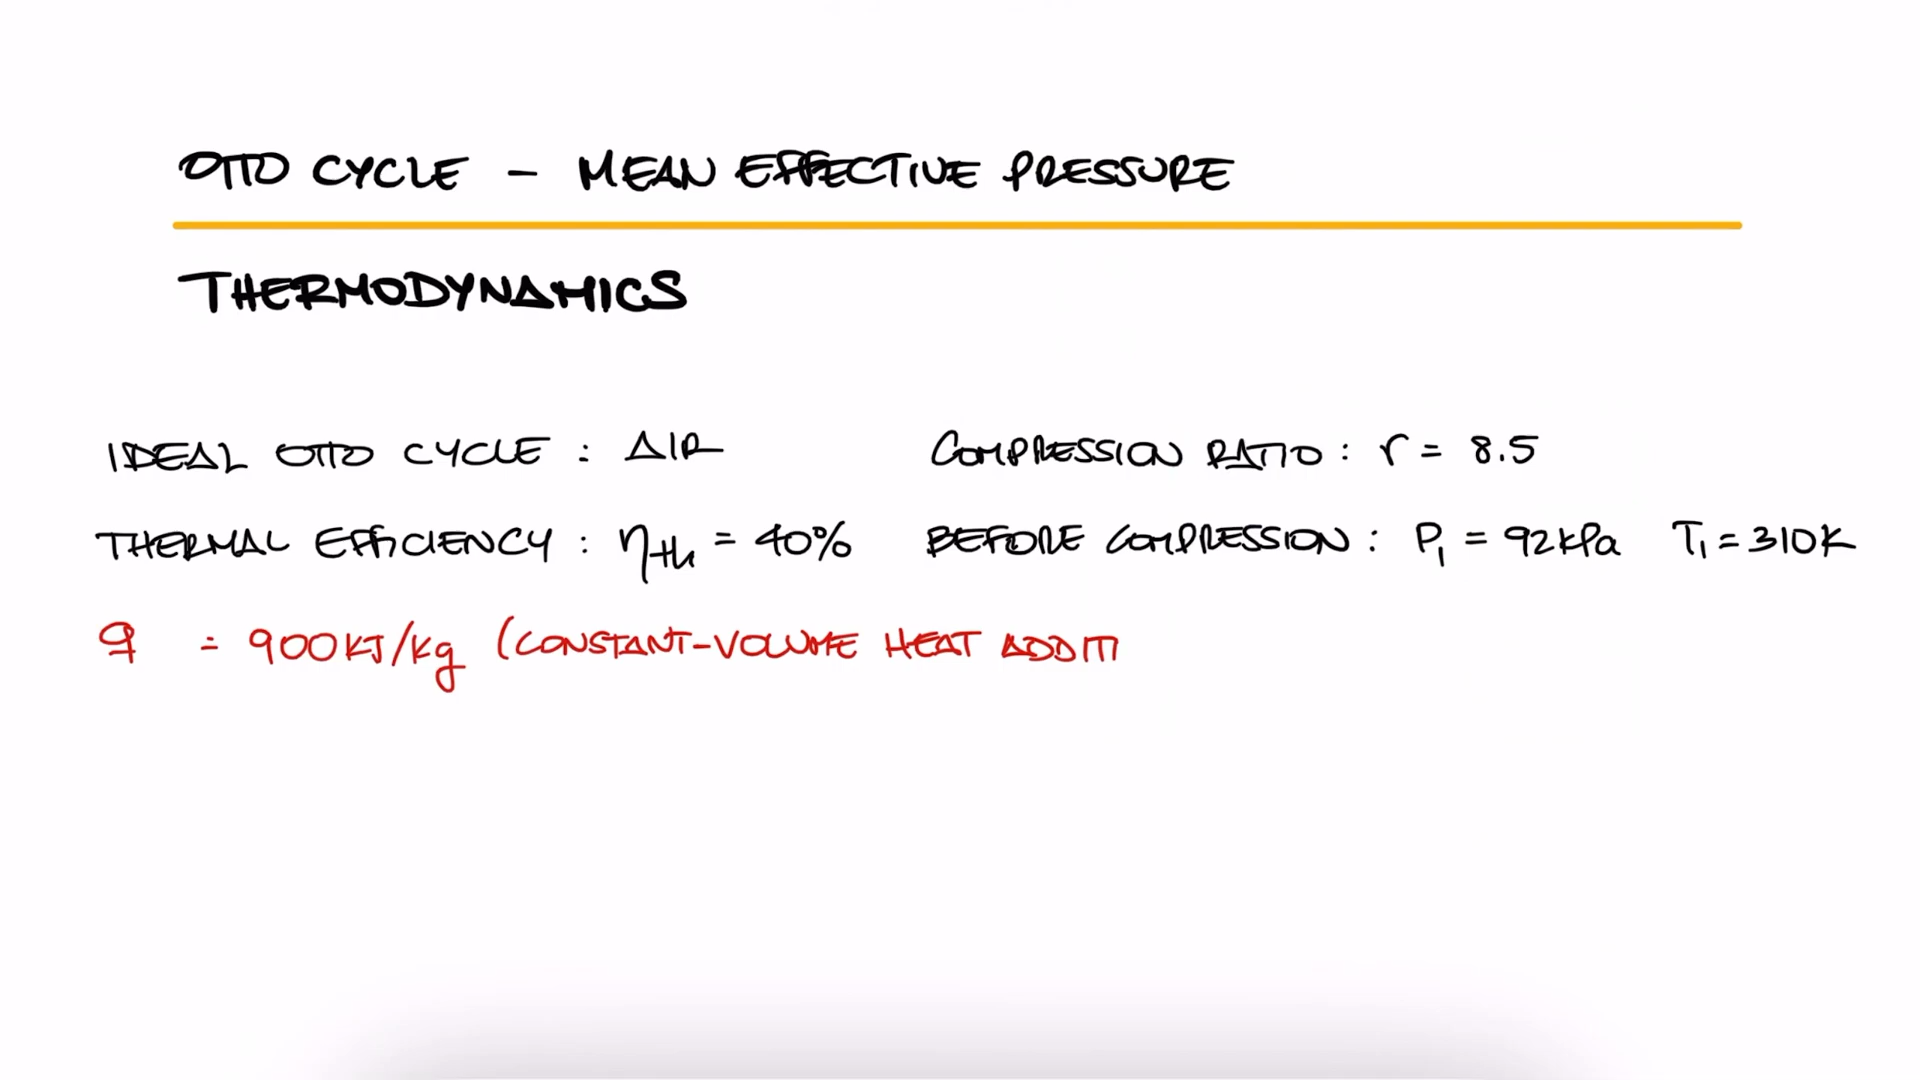 OTTO CYCLE - MEAN EFFECTIVE PRESSURE
THERMODYNAMICS
IDEAL OTTO CYCLE : AIR
COMPRESSION RATIO : r = 8.5
THERMAL EFFICIENCY : ηth = 40%
BEFORE COMPRESSION : P1 = 92kPa T1 = 310K
q = 900KJ/kg (CONSTANT-VOLUME HEAT ADDITI